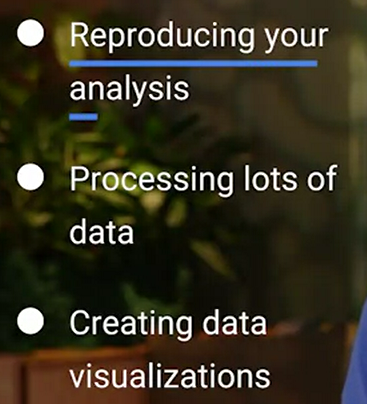 Reproducing your
analysis
Processing lots of
data
Creating data
visualizations